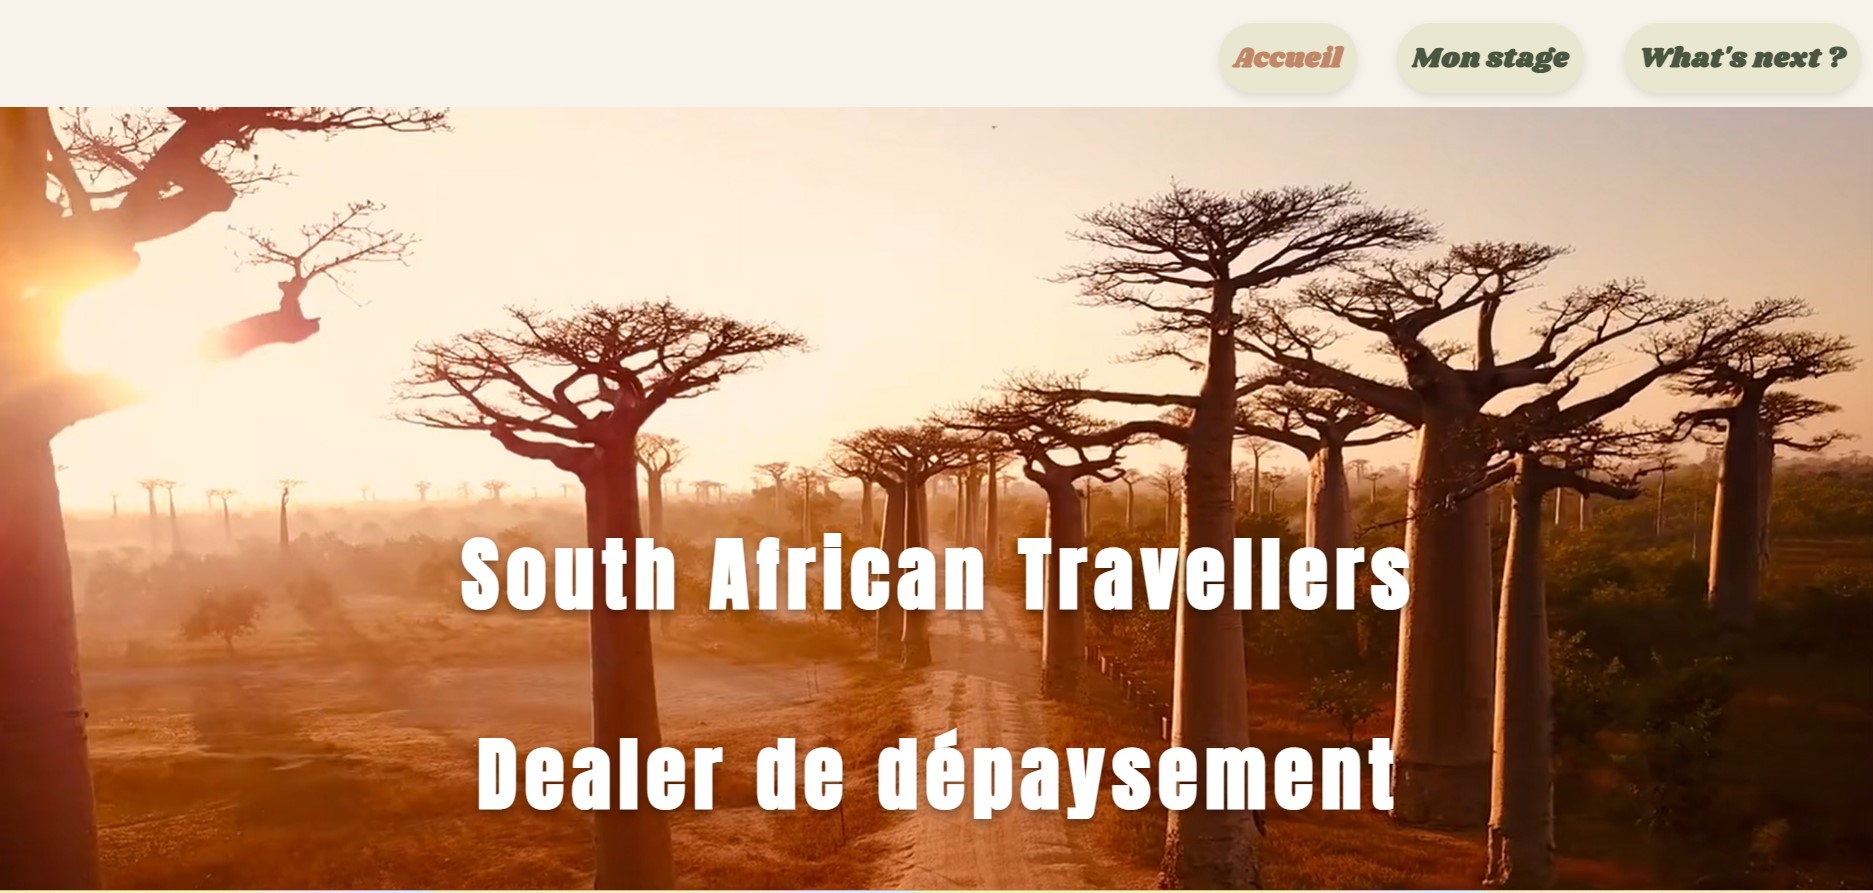 Accueil
Mon stage
What's next ?
South African Travellers
Dealer de dépaysement